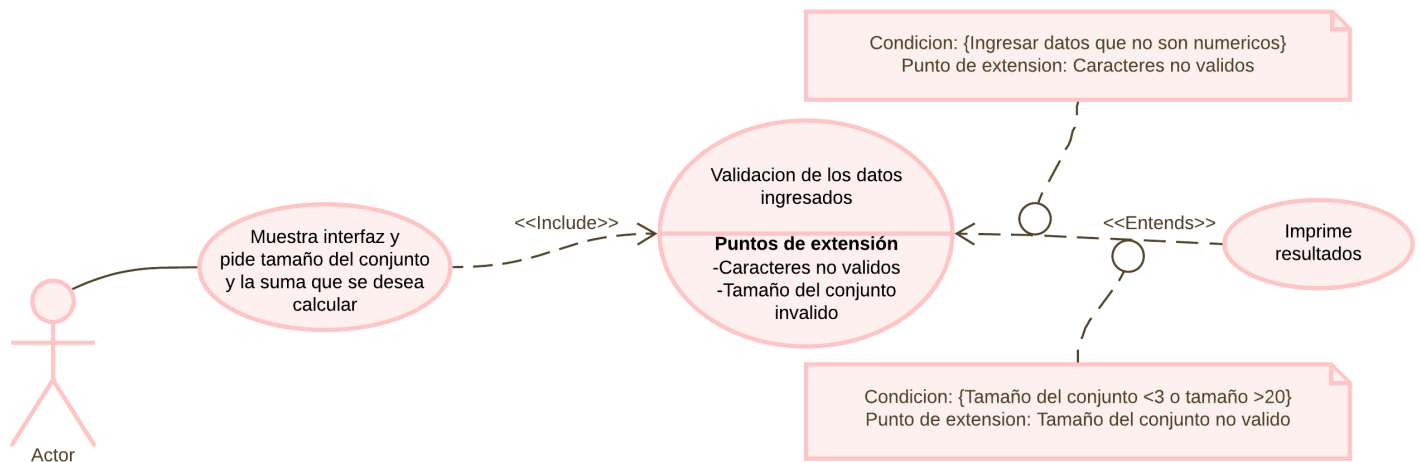 Condicion: {Ingresar datos que no son numericos}
Punto de extension: Caracteres no validos
Validacion de los datos
ingresados
Puntos de extensión
-Caracteres no validos
-Tamaño del conjunto
invalido
<<Include>>
<<Entends>>
Muestra interfaz y
pide tamaño del conjunto
y la suma que se desea
calcular
Imprime
resultados
Condicion: {Tamaño del conjunto <3 o tamaño >20}
Punto de extension: Tamaño del conjunto no valido
Actor